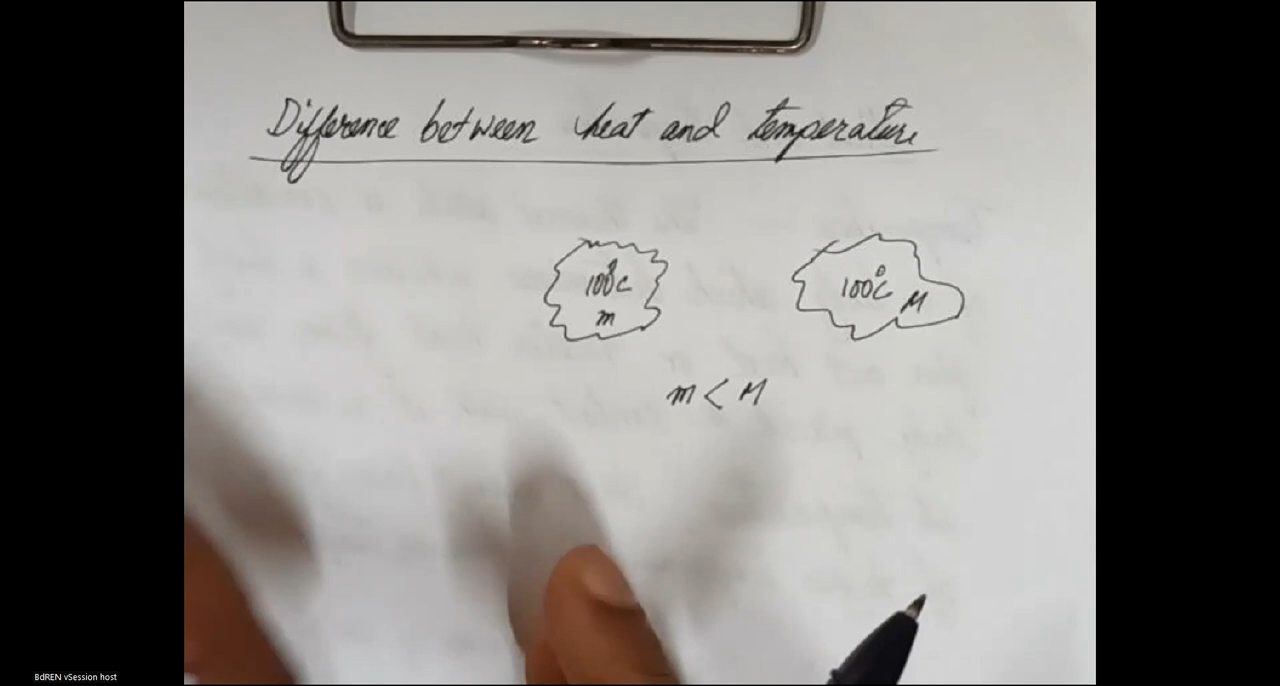 Difference between heat and temperature
100°C
m
100°C
M
m < M
BdREN vSession host